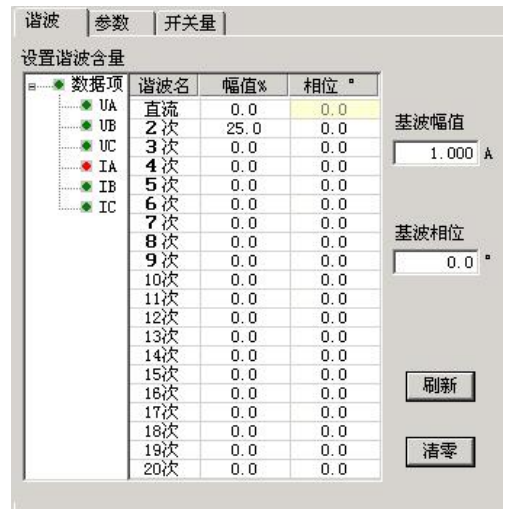 谐波 参数 开关量
设置谐波含量
数据项
UA
UB
UC
IA
IB
IC
谐波名 幅值% 相位 °
直流 0.0 0.0
2次 25.0 0.0
3次 0.0 0.0
4次 0.0 0.0
5次 0.0 0.0
6次 0.0 0.0
7次 0.0 0.0
8次 0.0 0.0
9次 0.0 0.0
10次 0.0 0.0
11次 0.0 0.0
12次 0.0 0.0
13次 0.0 0.0
14次 0.0 0.0
15次 0.0 0.0
16次 0.0 0.0
17次 0.0 0.0
18次 0.0 0.0
19次 0.0 0.0
20次 0.0 0.0
基波幅值
1.000 A
基波相位
0.0 °
刷新
清零